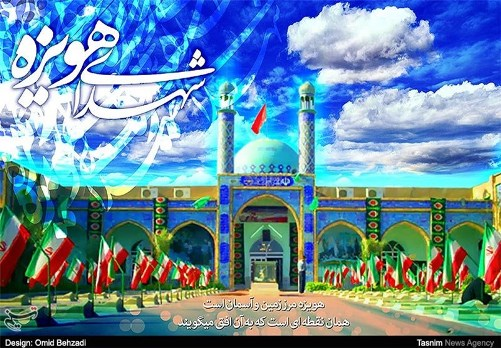 شهدای هویزه
هویزه مرز زمین و آسمان است
همان نقطه ای است که به آن افق میگویند
Design: Omid Behzadi
Tasnim News Agency